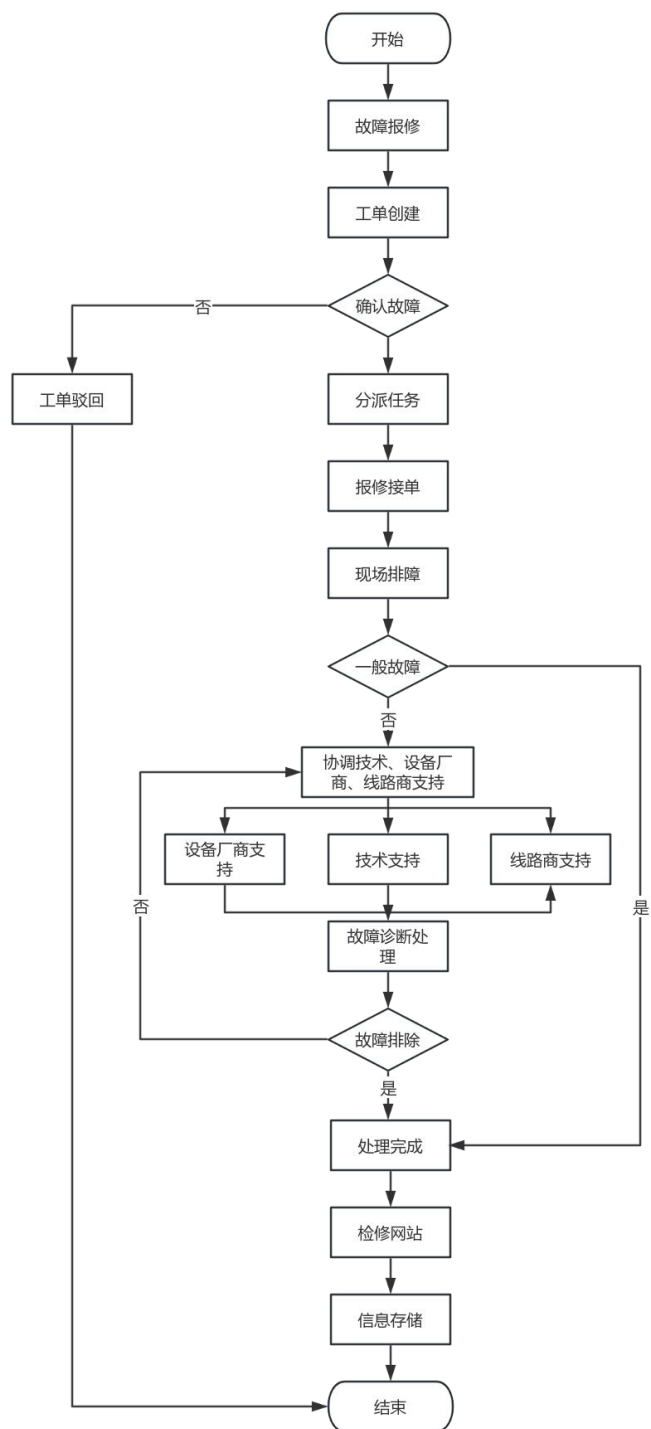 开始
故障报修
工单创建
确认故障
否
工单驳回
分派任务
报修接单
现场排障
一般故障
否
协调技术、设备厂
商、线路商支持
设备厂商支
持
技术支持
线路商支持
否
是
故障诊断处
理
故障排除
是
处理完成
检修网站
信息存储
结束